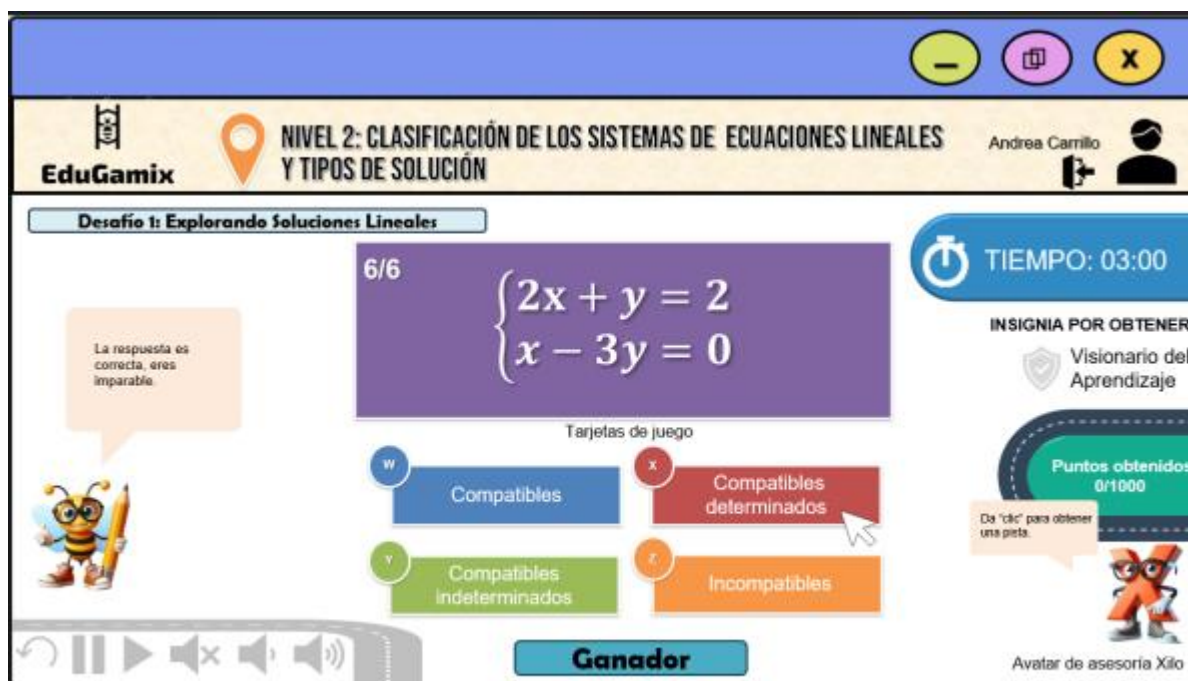 X
EduGamix
NIVEL 2: CLASIFICACIÓN DE LOS SISTEMAS DE ECUACIONES LINEALES
Y TIPOS DE SOLUCIÓN
Andrea Carrillo
Desafío 1: Explorando Soluciones Lineales
TIEMPO: 03:00
6/6
2x + y = 2
x − 3y = 0
La respuesta es
correcta, eres
imparable.
INSIGNIA POR OBTENER
Visionario del
Aprendizaje
Tarjetas de juego
W
Compatibles
X
Compatibles
determinados
Y
Compatibles
indeterminados
Z
Incompatibles
Puntos obtenidos
0/1000
Da "clic" para obtener
una pista.
Ganador
Avatar de asesoría Xilo